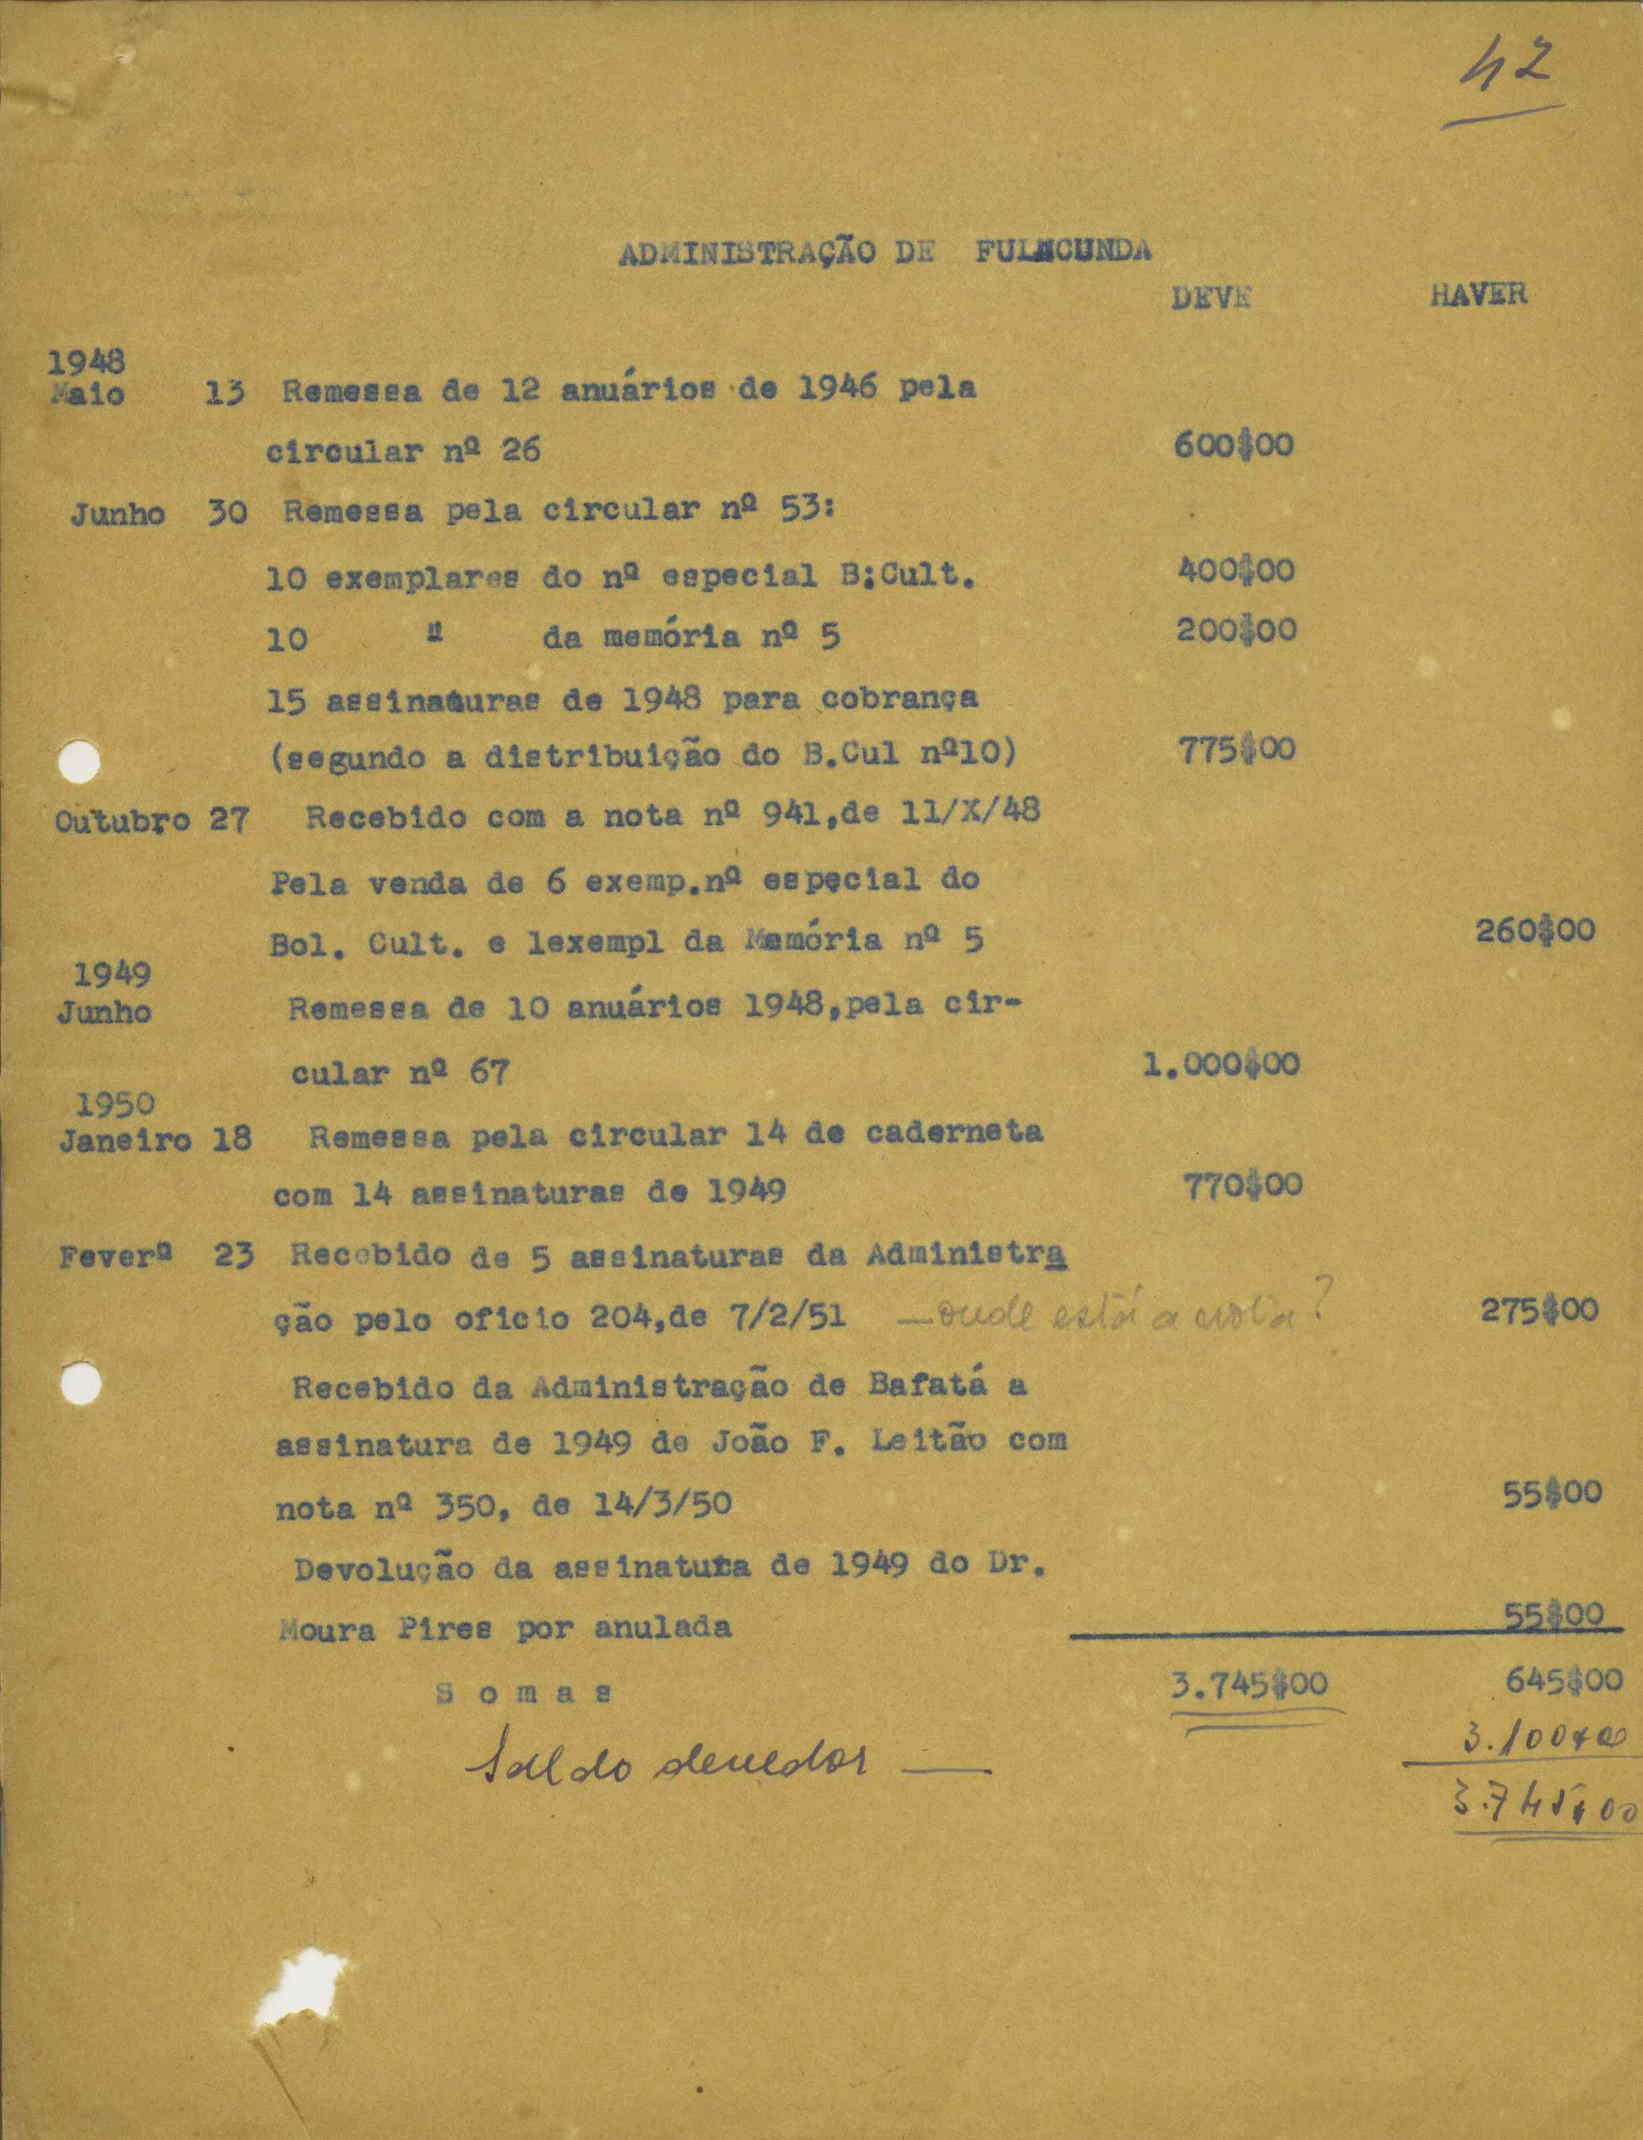 42
ADMINISTRAÇÃO DE FULACUNDA
DEVE HAVER
1948
Maio 13 Remessa de 12 anuários de 1946 pela
circular nº 26 600$00
Junho 30 Remessa pela circular nº 53:
10 exemplares do nº especial B:Cult. 400$00
10 " da memória nº 5 200$00
15 assinaturas de 1948 para cobrança
(segundo a distribuição do B.Cul nº10) 775$00
Outubro 27 Recebido com a nota nº 941,de 11/X/48
Pela venda de 6 exemp.nº especial do
Bol. Cult. e lexempl da Memória nº 5 260$00
1949
Junho Remessa de 10 anuários 1948,pela cir-
cular nº 67 1.000$00
1950
Janeiro 18 Remessa pela circular 14 de caderneta
com 14 assinaturas de 1949 770$00
Feverº 23 Recebido de 5 assinaturas da Administra
ção pelo oficio 204,de 7/2/51 — onde está a nota? 275$00
Recebido da Administração de Bafatá a
assinatura de 1949 de João F. Leitão com
nota nº 350, de 14/3/50 55$00
Devolução da assinatura de 1949 do Dr.
Moura Pires por anulada 55$00
S o m a s 3.745$00 645$00
Saldo devedor — 3.100$00
3.745$00